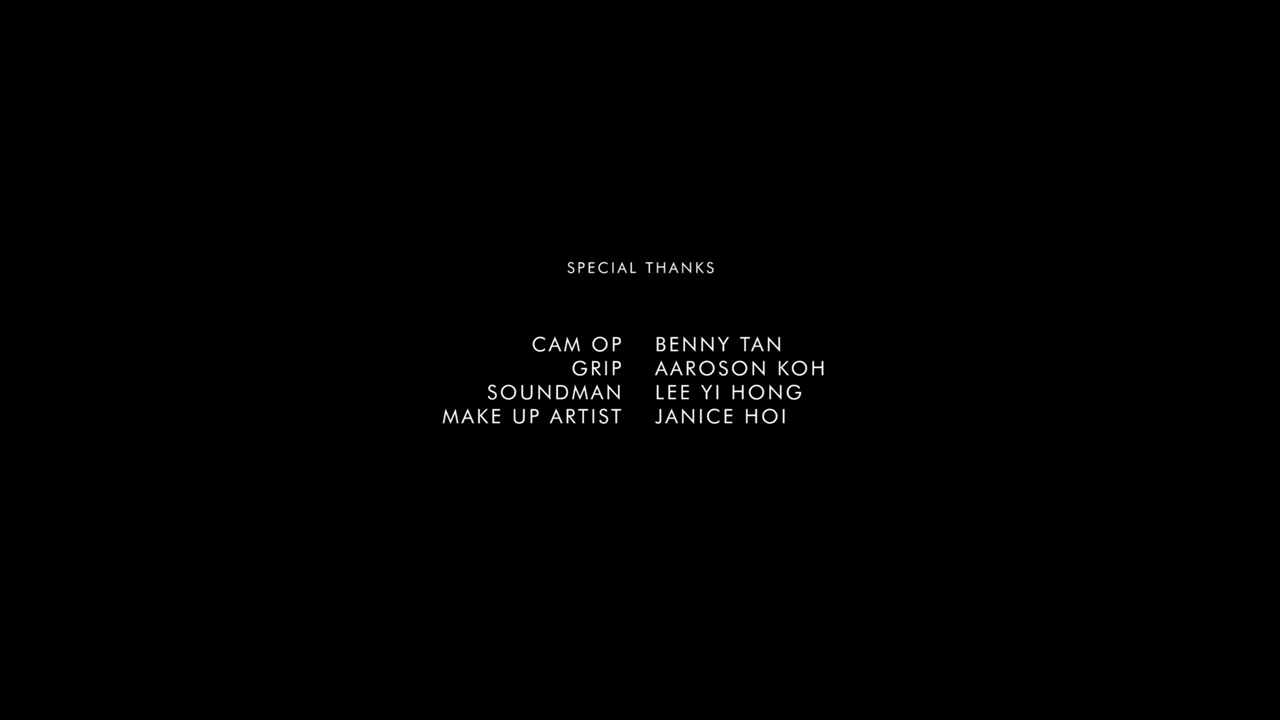 SPECIAL THANKS
CAM OP BENNY TAN
GRIP AAROSON KOH
SOUNDMAN LEE YI HONG
MAKE UP ARTIST JANICE HOI